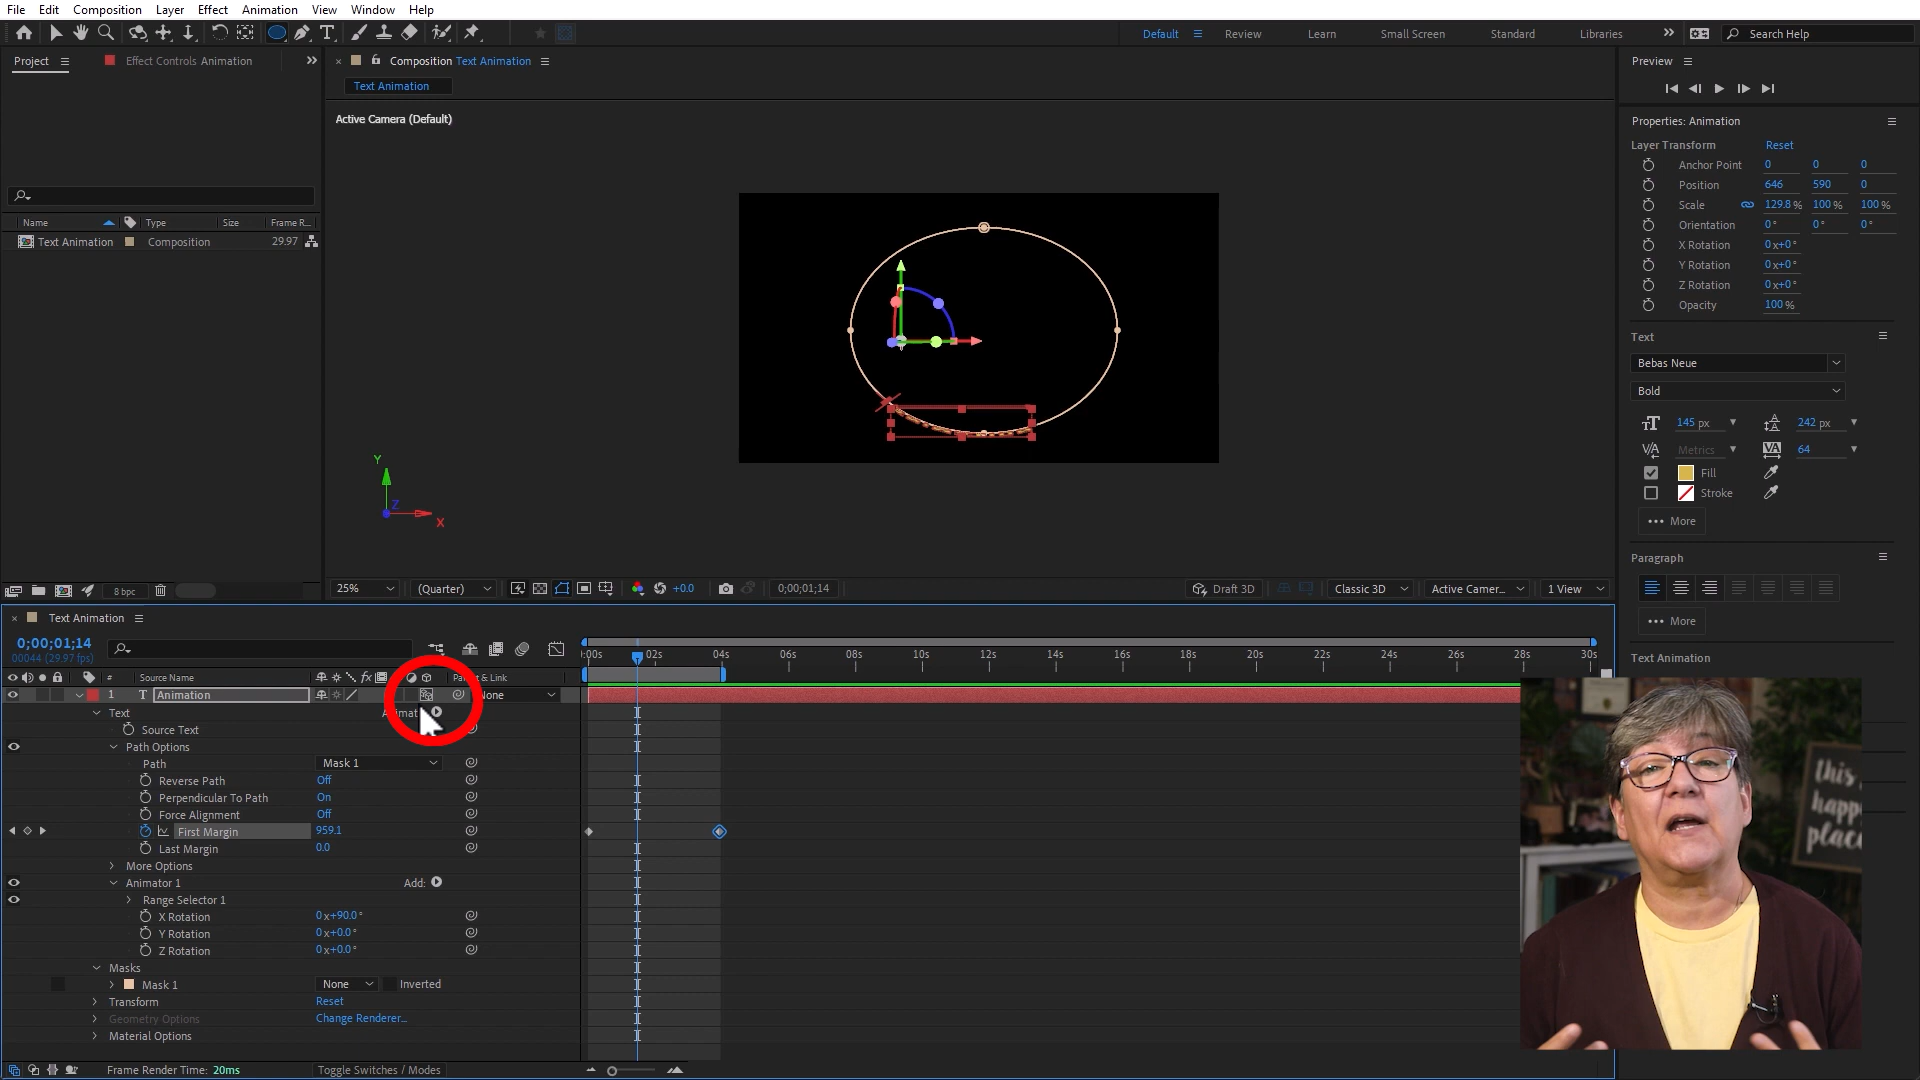 File Edit Composition Layer Effect Animation View Window Help
Default Review Learn Small Screen Standard Libraries Search Help
Project Effect Controls Animation
Composition Text Animation
Text Animation
Active Camera (Default)
Name Type Size Frame R...
Text Animation Composition 29.97
Y
Z
X
8 bpc
25% (Quarter) +0.0 0;00;01;14 Draft 3D Classic 3D Active Camer... 1 View
Preview
Properties: Animation
Layer Transform Reset
Anchor Point 0 0 0
Position 646 590 0
Scale 129.8 % 100 % 100 %
Orientation 0° 0° 0°
X Rotation 0x+0°
Y Rotation 0x+0°
Z Rotation 0x+0°
Opacity 100 %
Text
Bebas Neue
Bold
145 px 242 px
Metrics 64
Fill
Stroke
More
Paragraph
More
Text Animation
Text Animation
0;00;01;14
00044 (29.97 fps)
:00s 02s 04s 06s 08s 10s 12s 14s 16s 18s 20s 22s 24s 26s 28s 30s
# Source Name fx & Link
1 T Animation None
Text
Source Text
Path Options
Path Mask 1
Reverse Path Off
Perpendicular To Path On
Force Alignment Off
First Margin 959.1
Last Margin 0.0
More Options
Animator 1 Add:
Range Selector 1
X Rotation 0x+90.0°
Y Rotation 0x+0.0°
Z Rotation 0x+0.0°
Masks
Mask 1 None Inverted
Transform Reset
Geometry Options Change Renderer...
Material Options
Frame Render Time: 20ms Toggle Switches / Modes
this
happy
place